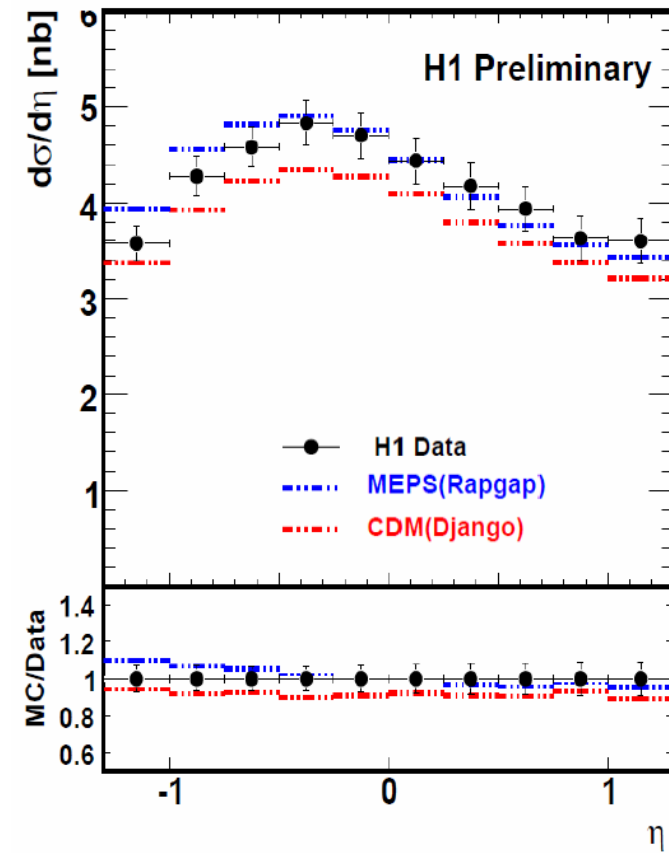 dσ/dη [nb]
H1 Preliminary
6
5
4
3
2
1
H1 Data
MEPS(Rapgap)
CDM(Django)
MC/Data
1.4
1.2
1
0.8
0.6
-1
0
1
η